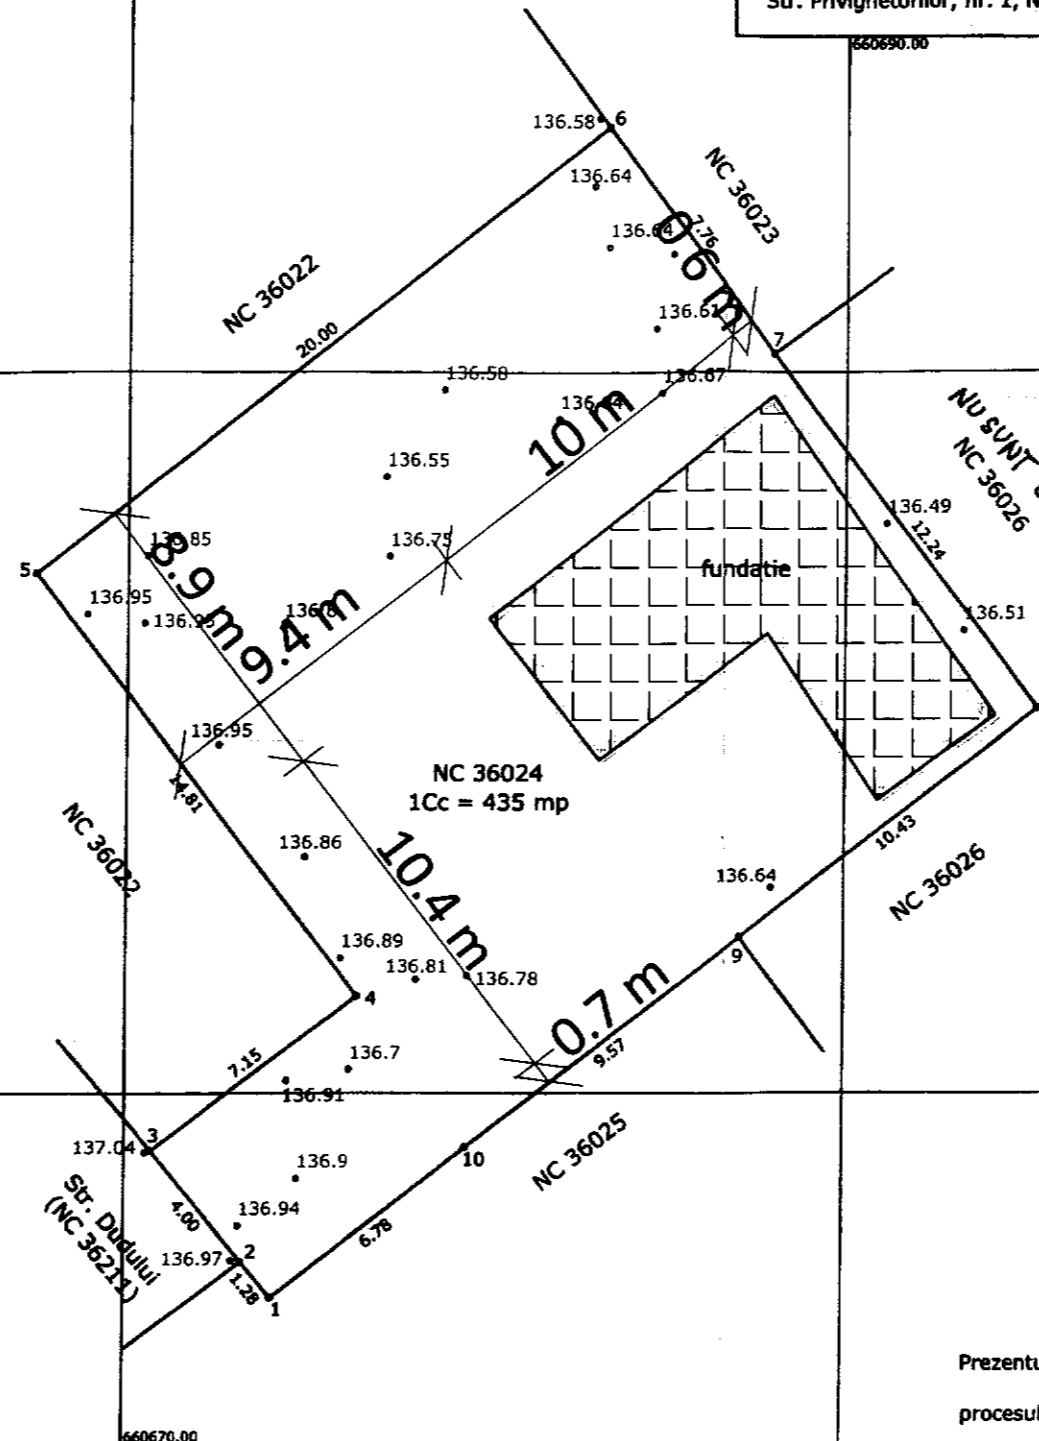 Str. Privighetorilor, nr. 1, N
660690.00
136.58
6
136.64
NC 36023
7.76
136.64
0.6 m
NC 36022
20.00
136.61
7
136.58
136.67
10 m
NU SUNT
NC 36026
136.55
136.49
12.24
136.85
136.75
fundatie
5
8.9 m
136.95
136.95
9.4 m
136.51
136.95
14.81
NC 36024
1Cc = 435 mp
NC 36022
136.86
10.4 m
10.43
136.64
NC 36026
136.89
136.81
136.78
9
4
0.7 m
9.57
7.15
136.7
136.91
3
137.04
10
NC 36025
136.9
Str. Dudului
(NC 36211)
4.00
136.94
6.78
136.97
2
1.28
1
Prezentu
procesul
660670.00